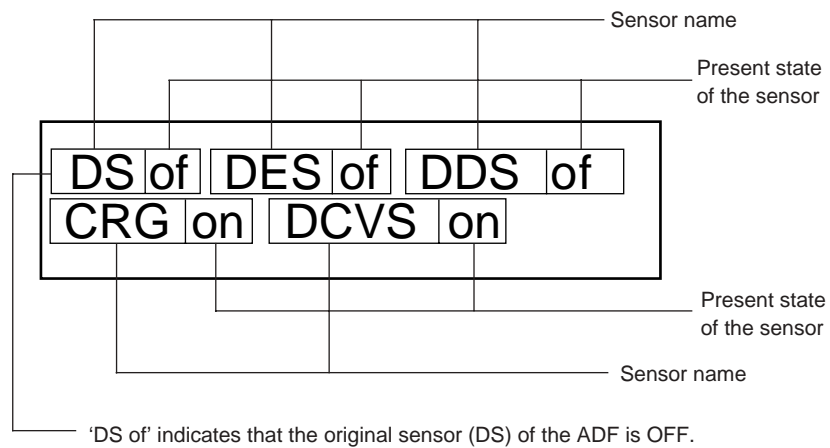 Sensor name
Present state
of the sensor
DS of DES of DDS of
CRG on DCVS on
Present state
of the sensor
Sensor name
‘DS of’ indicates that the original sensor (DS) of the ADF is OFF.